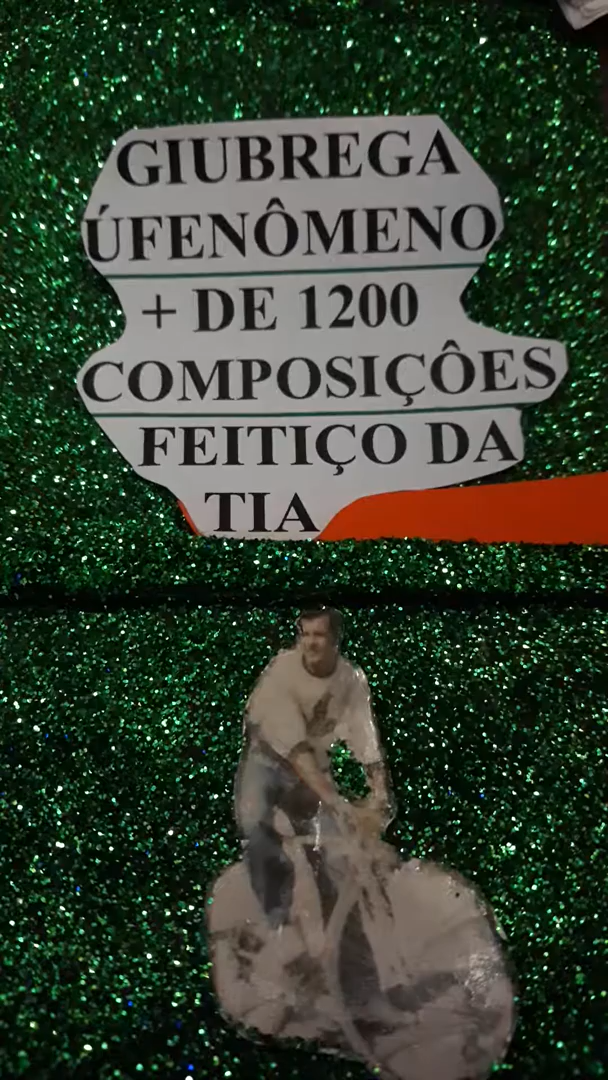 GIUBREGA
ÚFENÔMENO
+ DE 1200
COMPOSIÇÔES
FEITIÇO DA
TIA